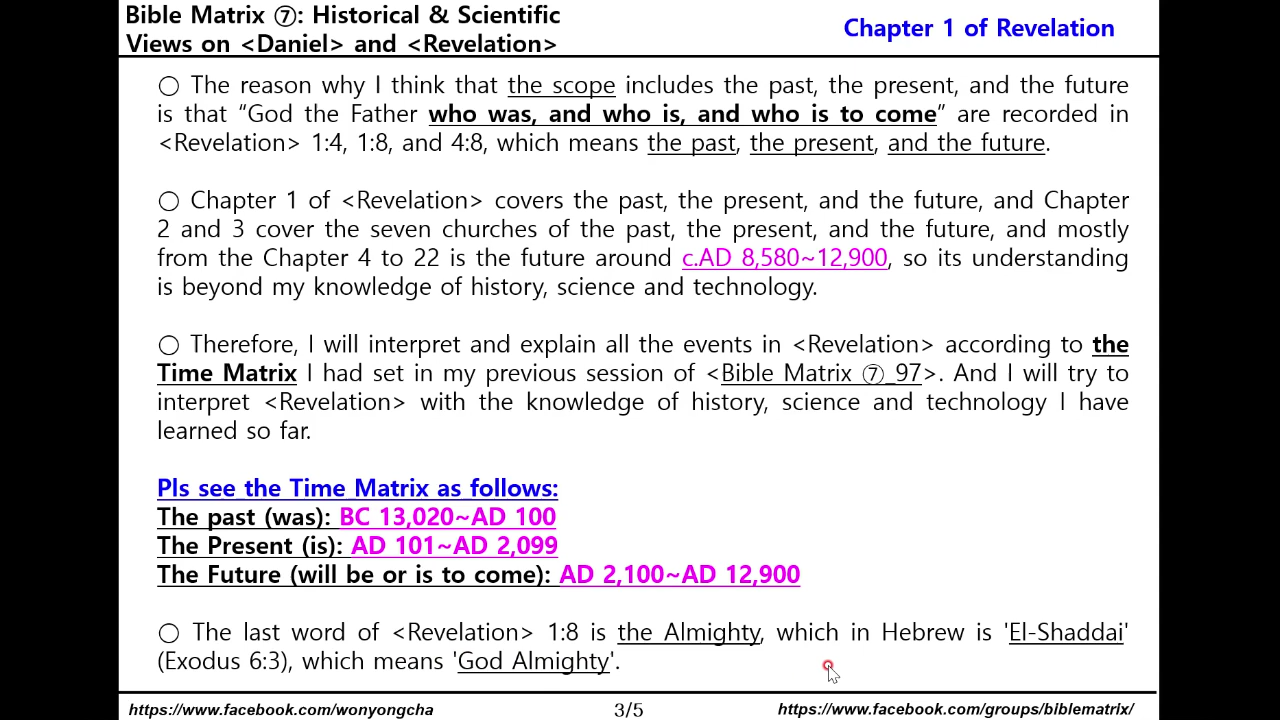 Bible Matrix ⑦: Historical & Scientific
Views on <Daniel> and <Revelation>
Chapter 1 of Revelation
○ The reason why I think that the scope includes the past, the present, and the future
is that “God the Father who was, and who is, and who is to come” are recorded in
<Revelation> 1:4, 1:8, and 4:8, which means the past, the present, and the future.
○ Chapter 1 of <Revelation> covers the past, the present, and the future, and Chapter
2 and 3 cover the seven churches of the past, the present, and the future, and mostly
from the Chapter 4 to 22 is the future around c.AD 8,580~12,900, so its understanding
is beyond my knowledge of history, science and technology.
○ Therefore, I will interpret and explain all the events in <Revelation> according to the
Time Matrix I had set in my previous session of <Bible Matrix ⑦_97>. And I will try to
interpret <Revelation> with the knowledge of history, science and technology I have
learned so far.
Pls see the Time Matrix as follows:
The past (was): BC 13,020~AD 100
The Present (is): AD 101~AD 2,099
The Future (will be or is to come): AD 2,100~AD 12,900
○ The last word of <Revelation> 1:8 is the Almighty, which in Hebrew is 'El-Shaddai'
(Exodus 6:3), which means 'God Almighty'.
https://www.facebook.com/wonyongcha
3/5
https://www.facebook.com/groups/biblematrix/